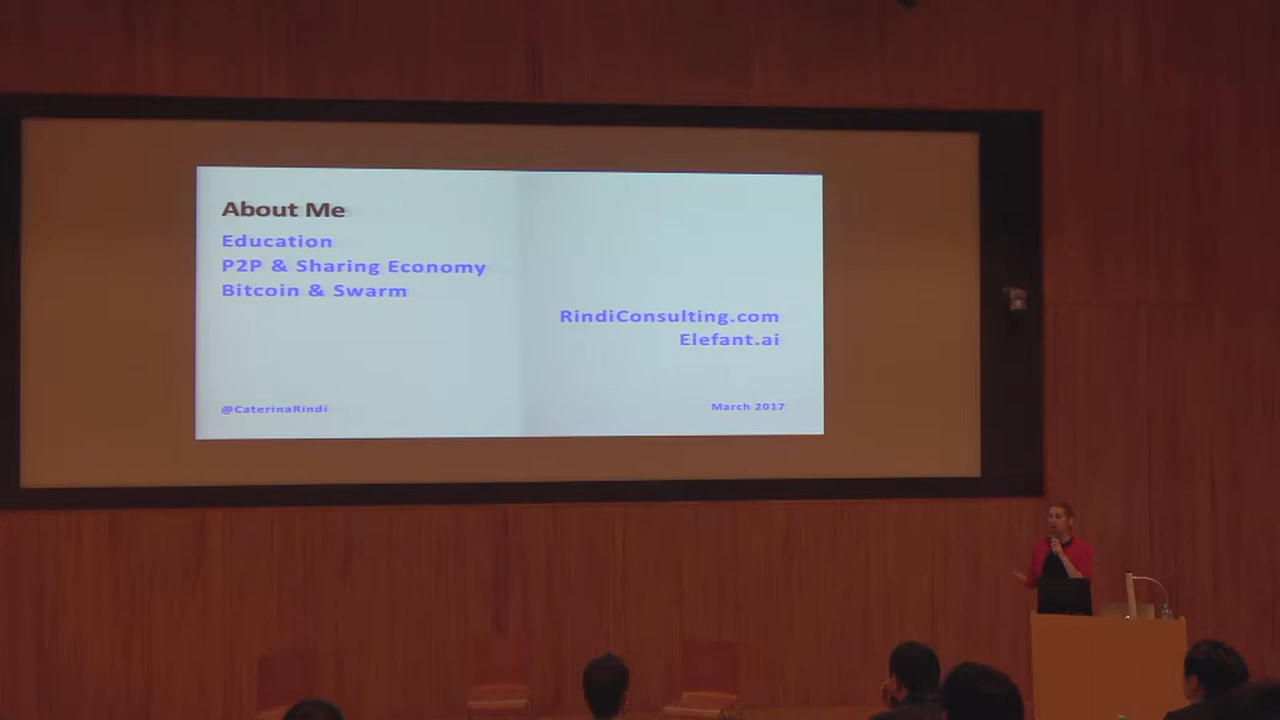 About Me
Education
P2P & Sharing Economy
Bitcoin & Swarm
RindiConsulting.com
Elefant.ai
@CaterinaRindi
March 2017